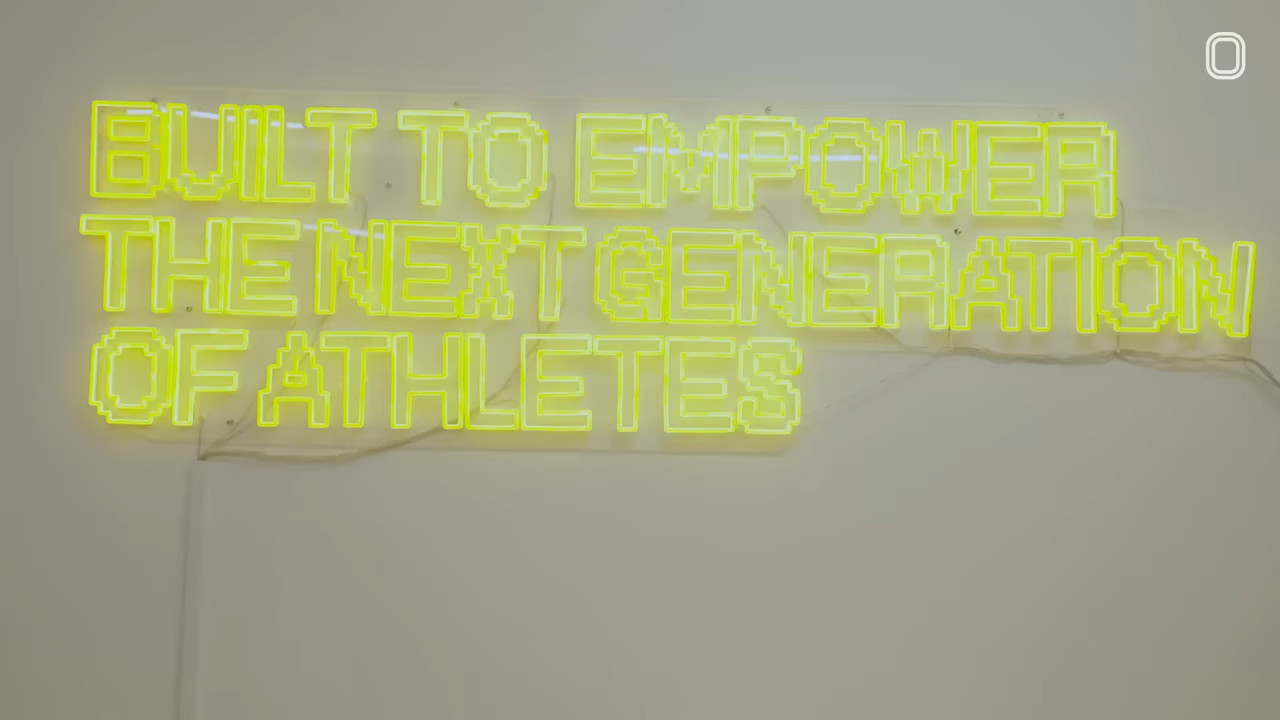 BUILT TO EMPOWER
THE NEXT GENERATION
OF ATHLETES